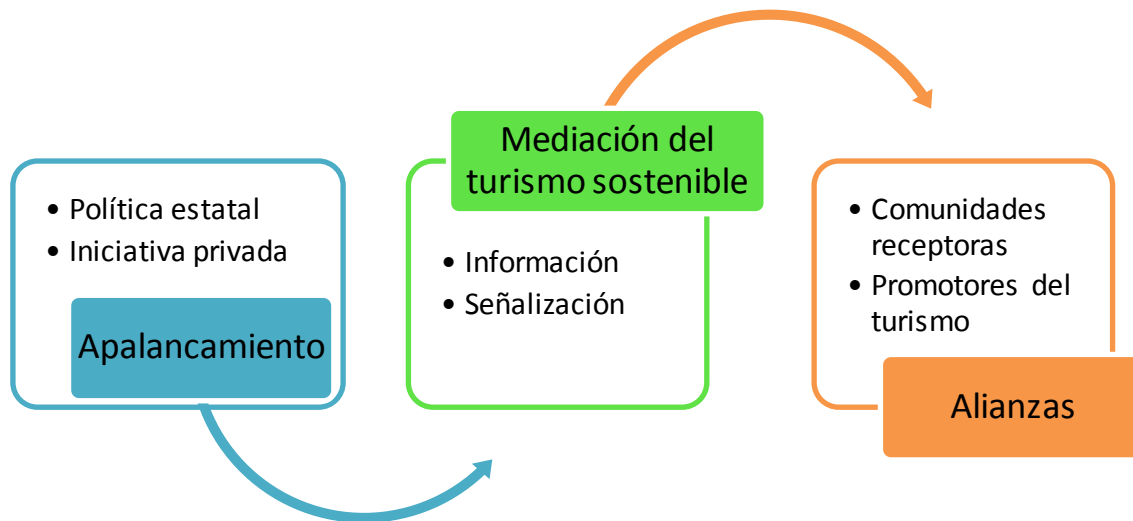 • Política estatal
• Iniciativa privada
Apalancamiento
Mediación del
turismo sostenible
• Información
• Señalización
• Comunidades
receptoras
• Promotores del
turismo
Alianzas